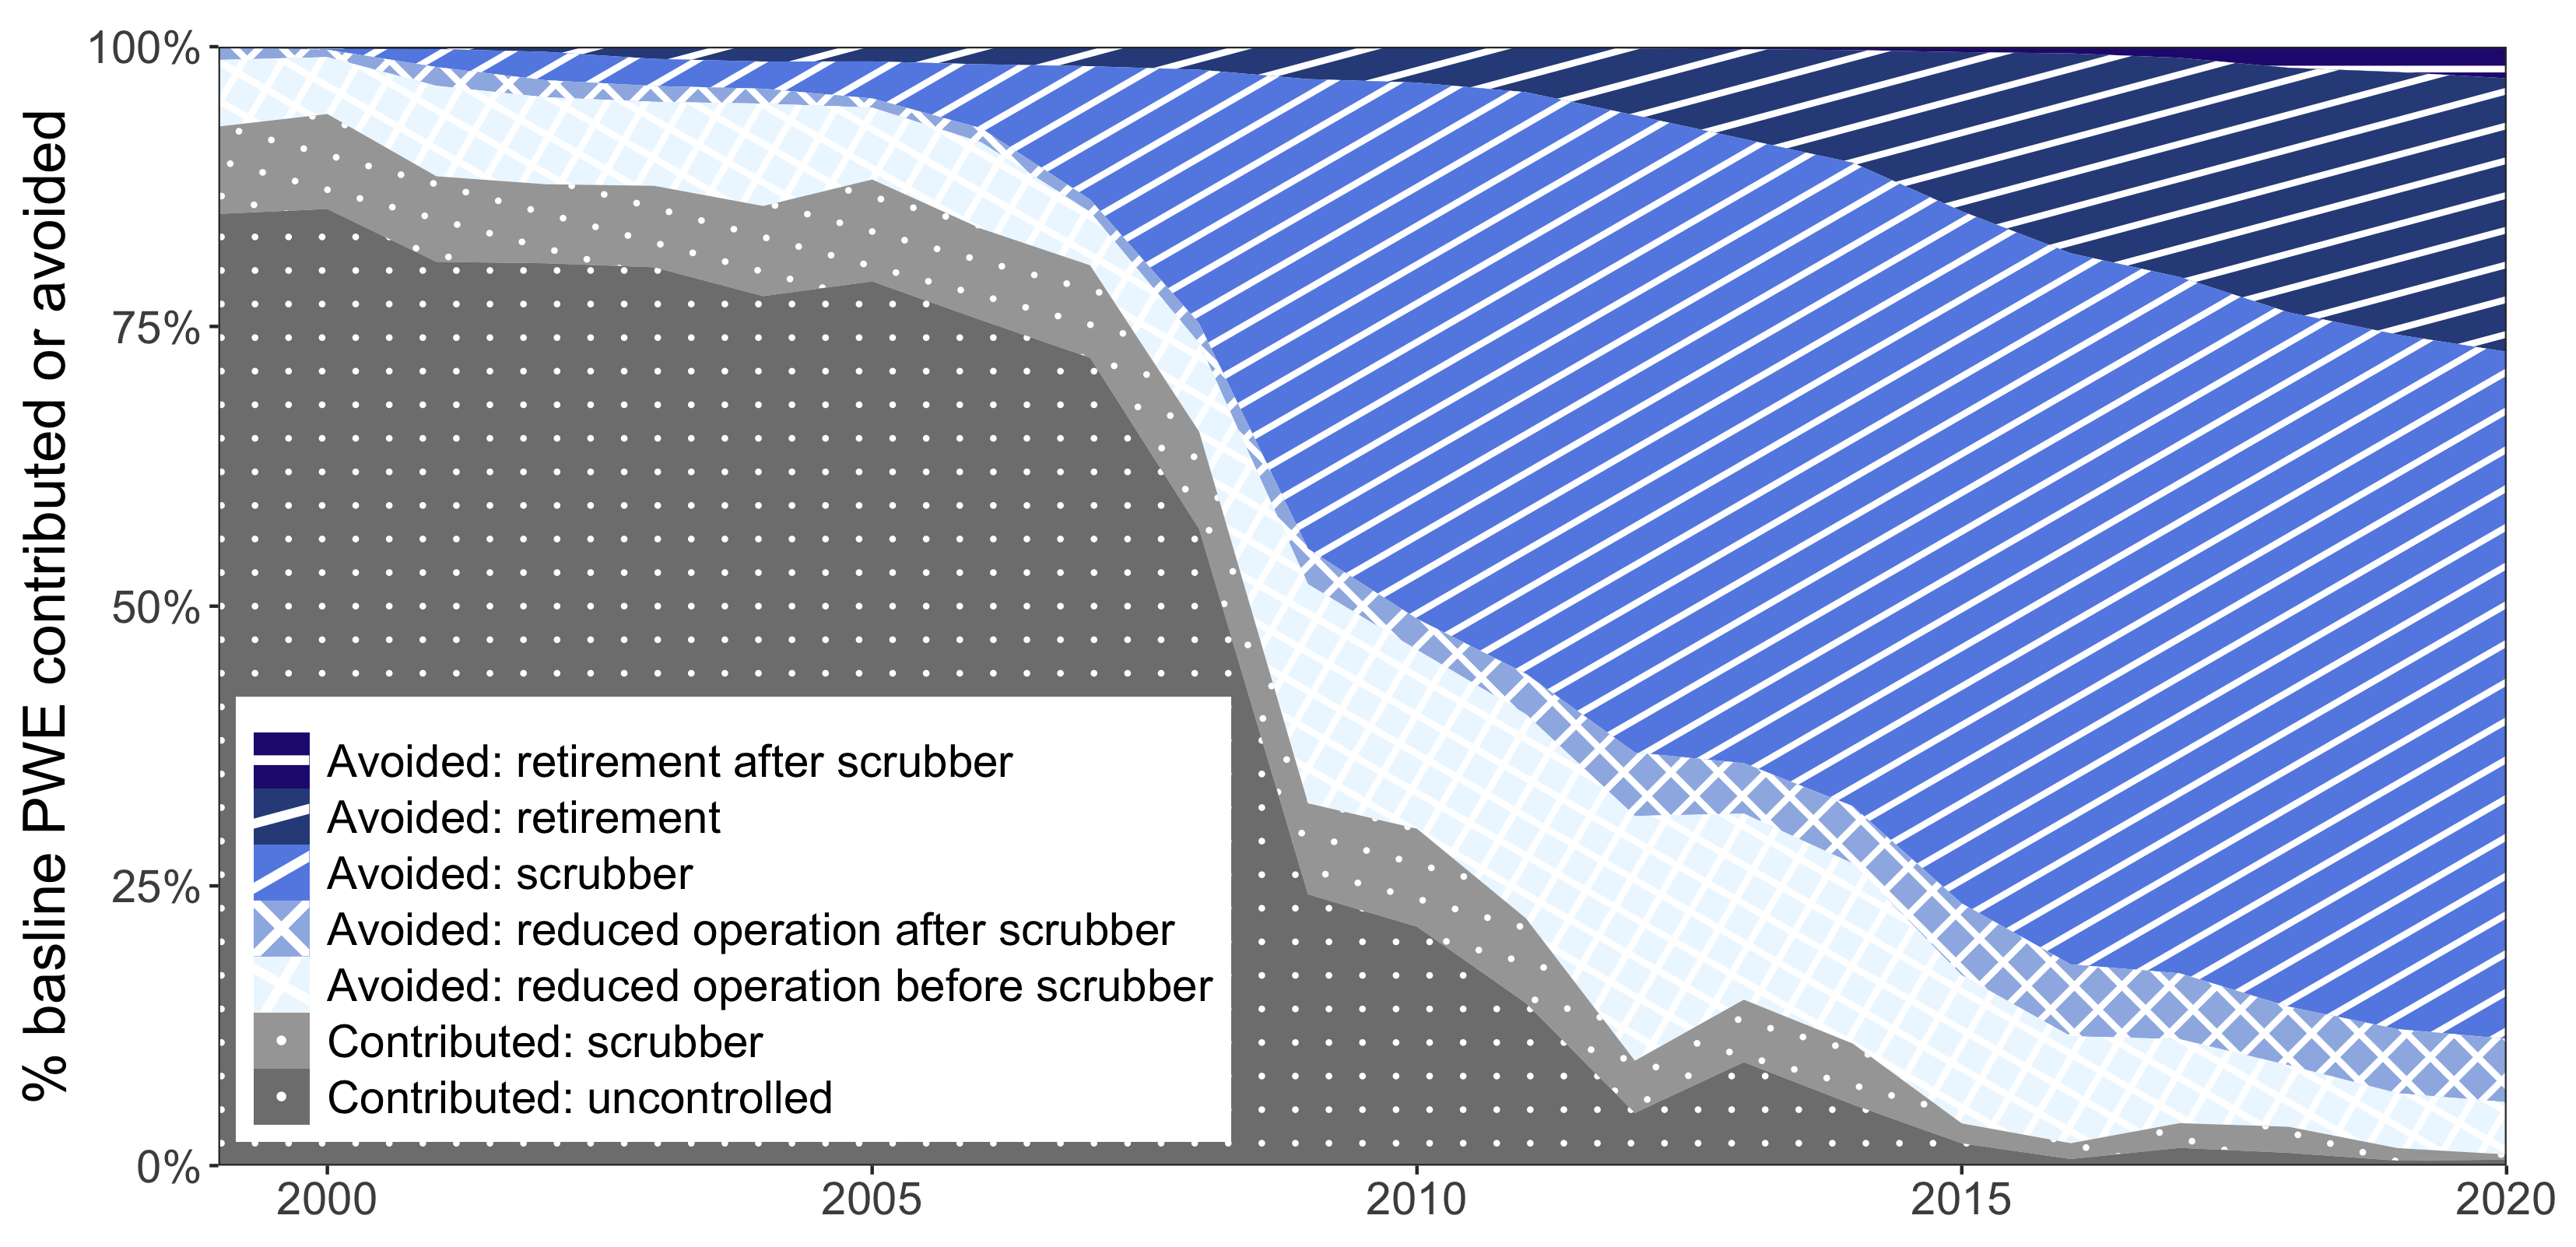 % basline PWE contributed or avoided
100%
75%
50%
25%
0%
Avoided: retirement after scrubber
Avoided: retirement
Avoided: scrubber
Avoided: reduced operation after scrubber
Avoided: reduced operation before scrubber
Contributed: scrubber
Contributed: uncontrolled
2000
2005
2010
2015
2020